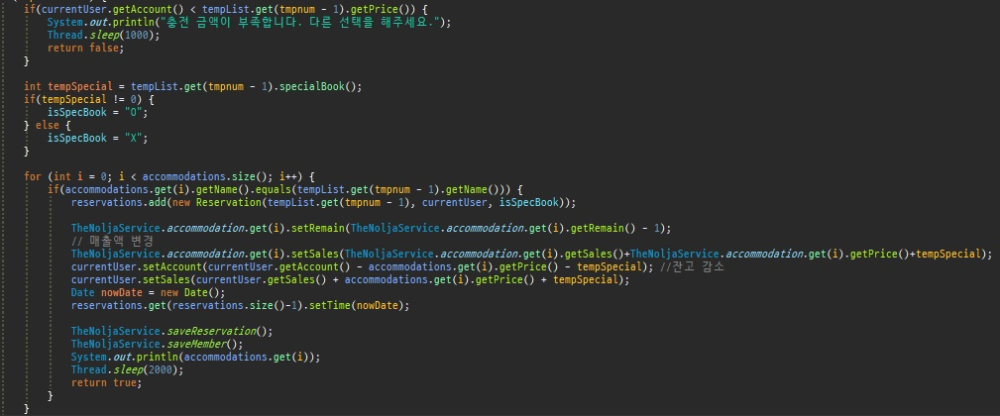 if(currentUser.getAccount() < tempList.get(tmpnum - 1).getPrice()) {
System.out.println("충전 금액이 부족합니다. 다른 선택을 해주세요.");
Thread.sleep(1000);
return false;
}
int tempSpecial = tempList.get(tmpnum - 1).specialBook();
if(tempSpecial != 0) {
isSpecBook = "O";
} else {
isSpecBook = "X";
}
for (int i = 0; i < accommodations.size(); i++) {
if(accommodations.get(i).getName().equals(tempList.get(tmpnum - 1).getName())) {
reservations.add(new Reservation(tempList.get(tmpnum - 1), currentUser, isSpecBook));
TheNoljaService.accommodation.get(i).setRemain(TheNoljaService.accommodation.get(i).getRemain() - 1);
// 매출액 변경
TheNoljaService.accommodation.get(i).setSales(TheNoljaService.accommodation.get(i).getSales()+TheNoljaService.accommodation.get(i).getPrice()+tempSpecial);
currentUser.setAccount(currentUser.getAccount() - accommodations.get(i).getPrice() - tempSpecial); //잔고 감소
currentUser.setSales(currentUser.getSales() + accommodations.get(i).getPrice() + tempSpecial);
Date nowDate = new Date();
reservations.get(reservations.size()-1).setTime(nowDate);
TheNoljaService.saveReservation();
TheNoljaService.saveMember();
System.out.println(accommodations.get(i));
Thread.sleep(2000);
return true;
}
}